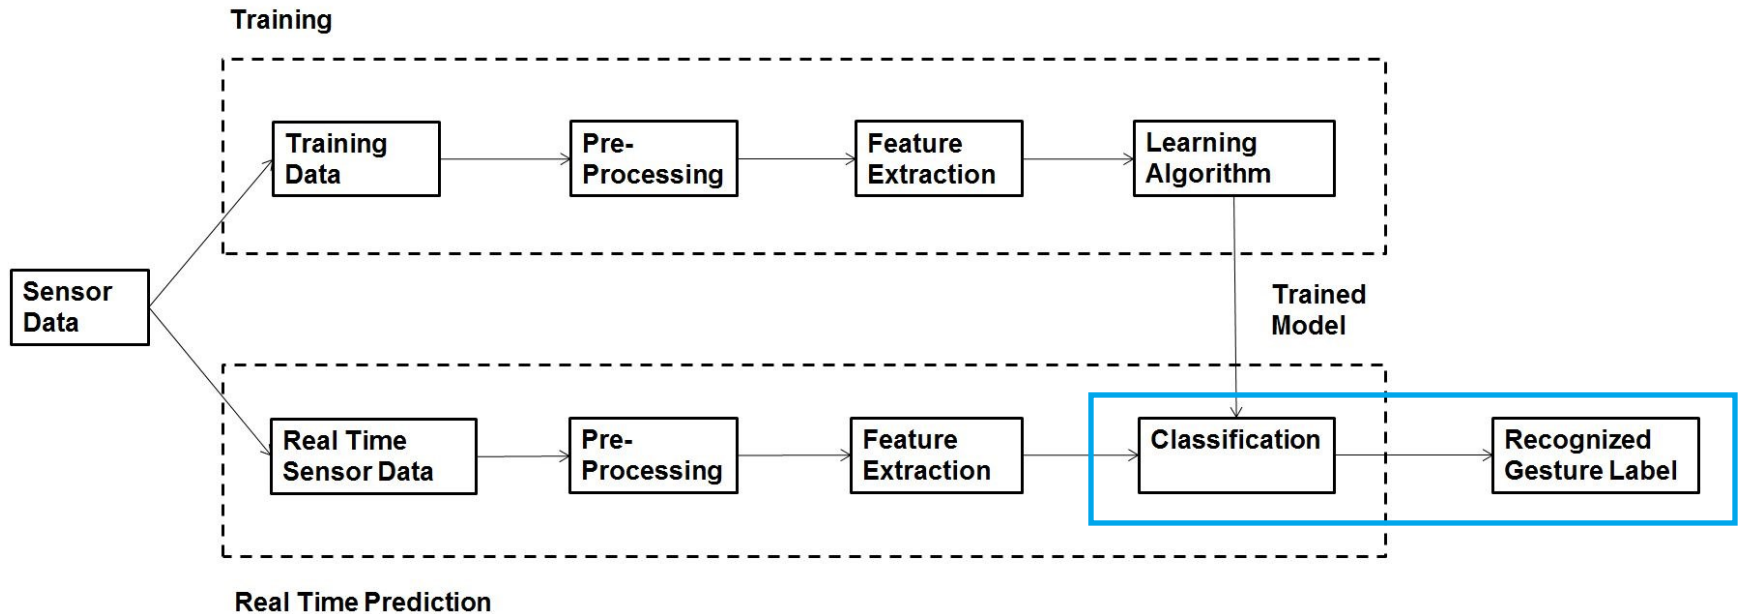 Training
Training
Data
Pre-
Processing
Feature
Extraction
Learning
Algorithm
Sensor
Data
Trained
Model
Real Time
Sensor Data
Pre-
Processing
Feature
Extraction
Classification
Recognized
Gesture Label
Real Time Prediction